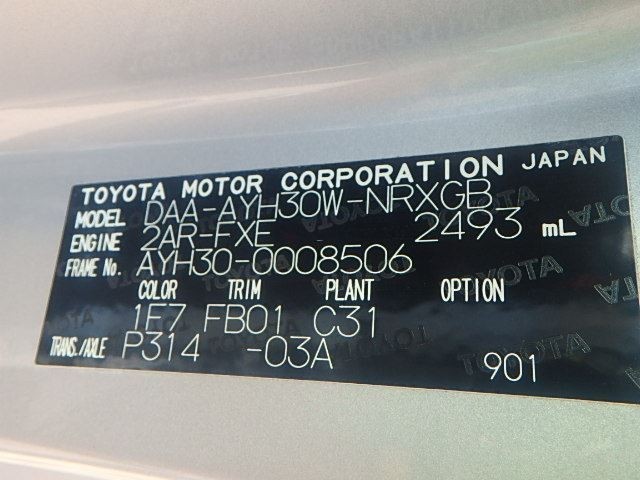 TOYOTA MOTOR CORPORATION JAPAN
MODEL DAA-AYH30W-NRXGB
ENGINE 2AR-FXE 2493 mL
FRAME No. AYH30-0008506
COLOR TRIM PLANT OPTION
1F7 FB01 C31
TRANS./AXLE P314 -03A
901